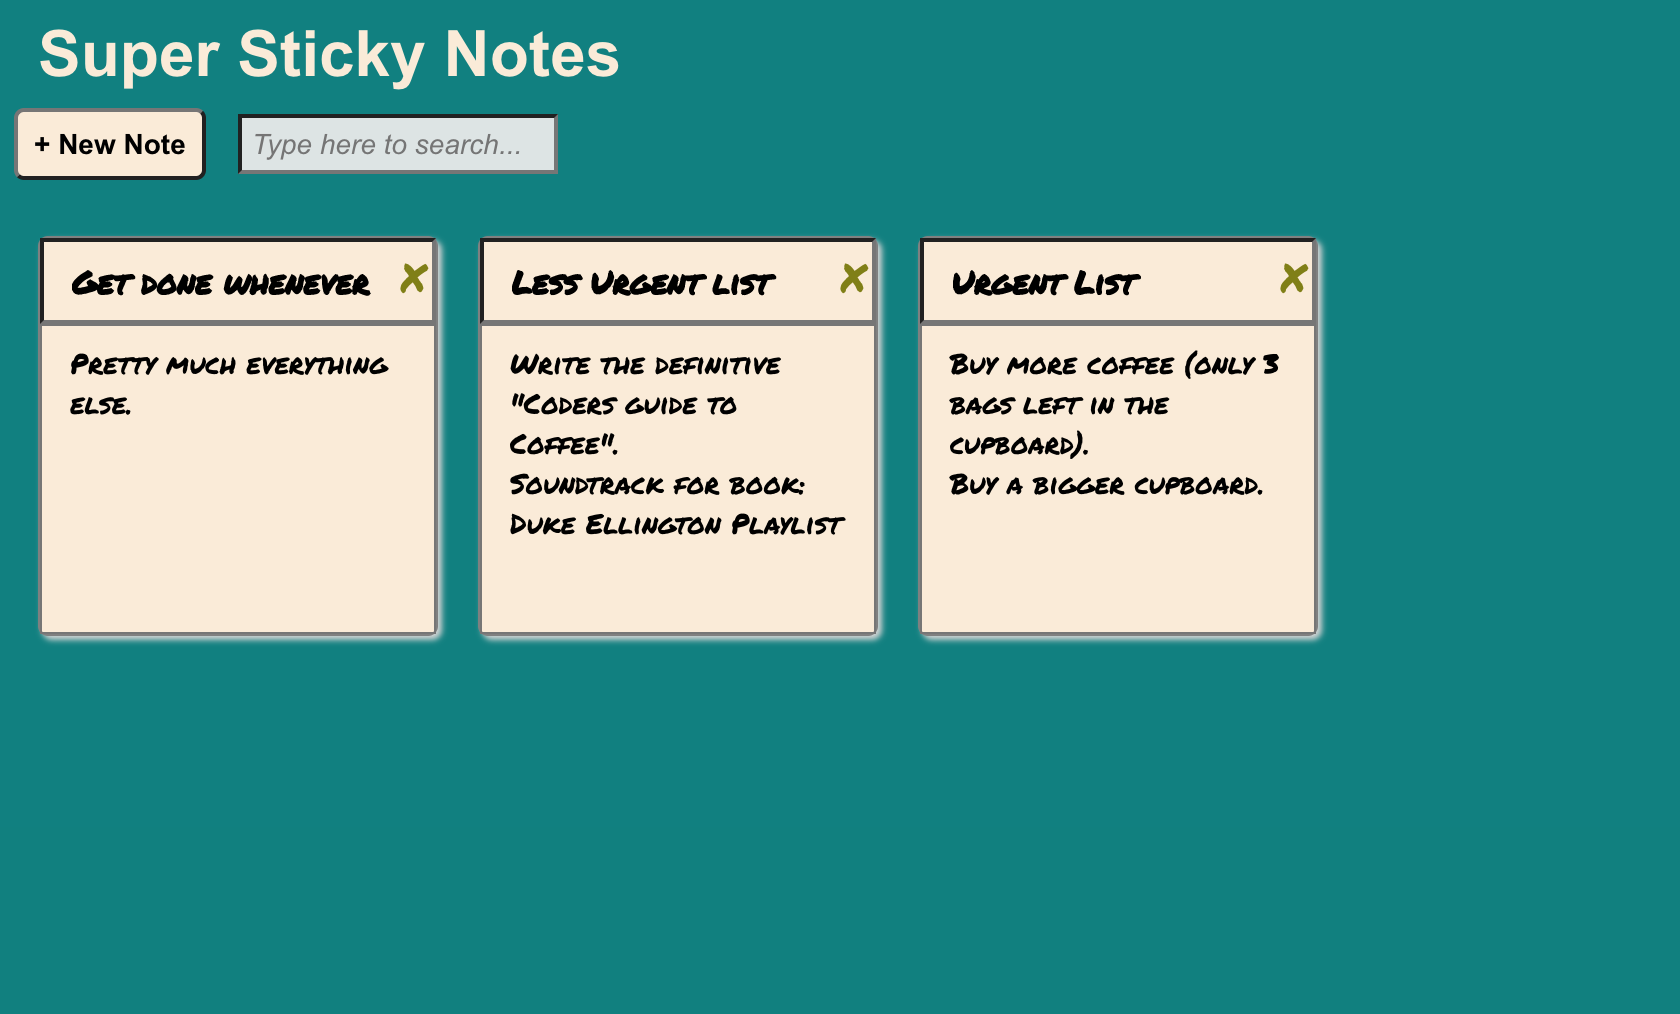 Super Sticky Notes
+ New Note
Type here to search...
Get done whenever
✘
Pretty much everything
else.
Less Urgent list
✘
Write the definitive
"Coders guide to
Coffee".
Soundtrack for book:
Duke Ellington Playlist
Urgent List
✘
Buy more coffee (only 3
bags left in the
cupboard).
Buy a bigger cupboard.